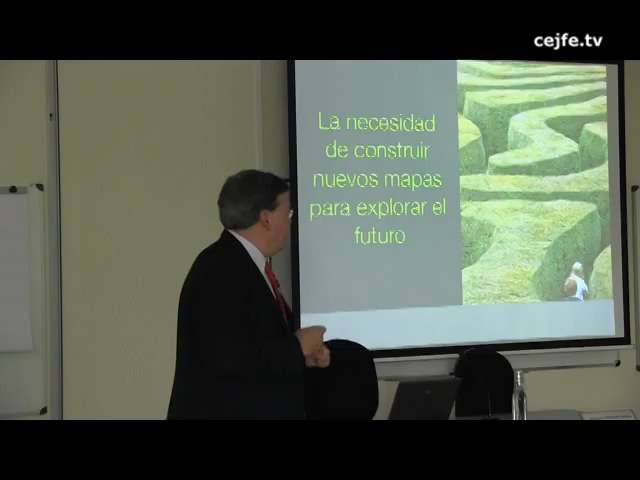 cejfe.tv
La necesidad
de construir
nuevos mapas
para explorar el
futuro